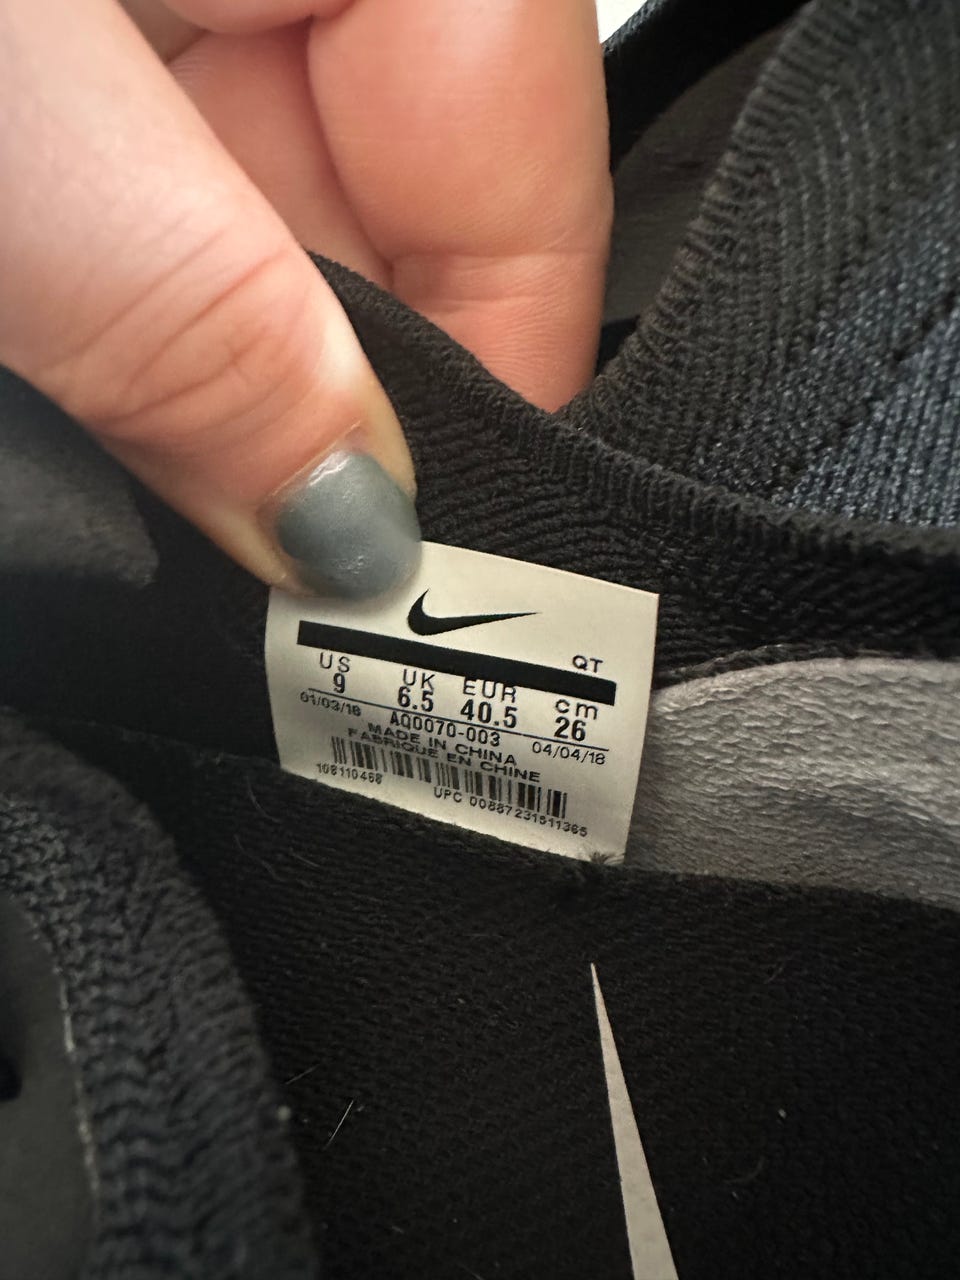 QT
US UK EUR cm
9 6.5 40.5 26
01/03/18 AQ0070-003 04/04/18
MADE IN CHINA
FABRIQUE EN CHINE
108110468
UPC 00887231511365